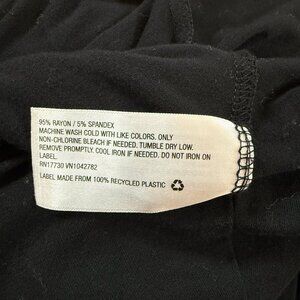 95% RAYON / 5% SPANDEX
MACHINE WASH COLD WITH LIKE COLORS. ONLY
NON-CHLORINE BLEACH IF NEEDED. TUMBLE DRY LOW.
REMOVE PROMPTLY. COOL IRON IF NEEDED. DO NOT IRON ON
LABEL.
RN17730 VN1042782
LABEL MADE FROM 100% RECYCLED PLASTIC